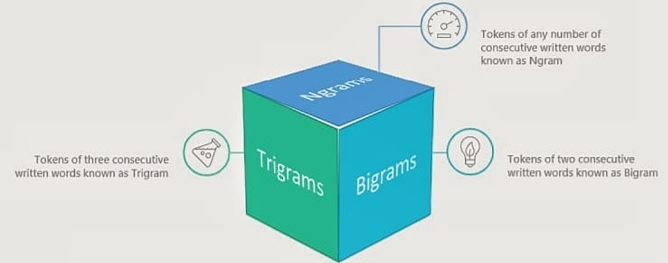 Tokens of any number of
consecutive written words
known as Ngram
Ngrams
Tokens of three consecutive
written words known as Trigram
Trigrams
Bigrams
Tokens of two consecutive
written words known as Bigram